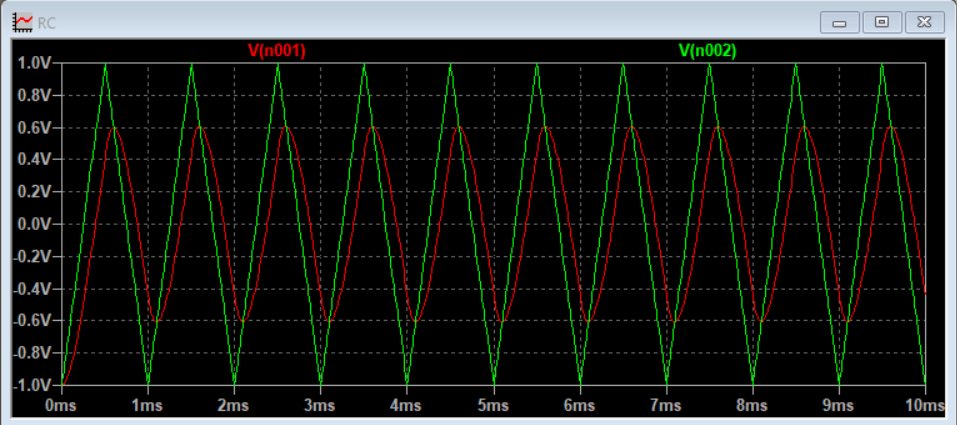 RC
V(n001) V(n002)
1.0V
0.8V
0.6V
0.4V
0.2V
0.0V
-0.2V
-0.4V
-0.6V
-0.8V
-1.0V
0ms 1ms 2ms 3ms 4ms 5ms 6ms 7ms 8ms 9ms 10ms